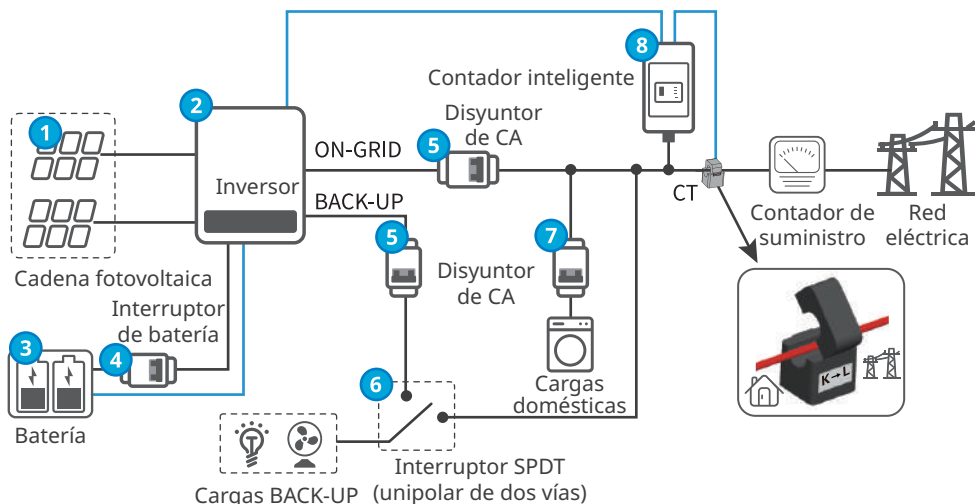 8
Contador inteligente
2
1
Disyuntor
de CA
5
ON-GRID
Inversor
BACK-UP
CT
Contador de
suministro
Red
eléctrica
5
7
Disyuntor
de CA
Cadena fotovoltaica
Interruptor
de batería
3
4
Batería
Cargas
domésticas
K→L
6
Cargas BACK-UP
Interruptor SPDT
(unipolar de dos vías)